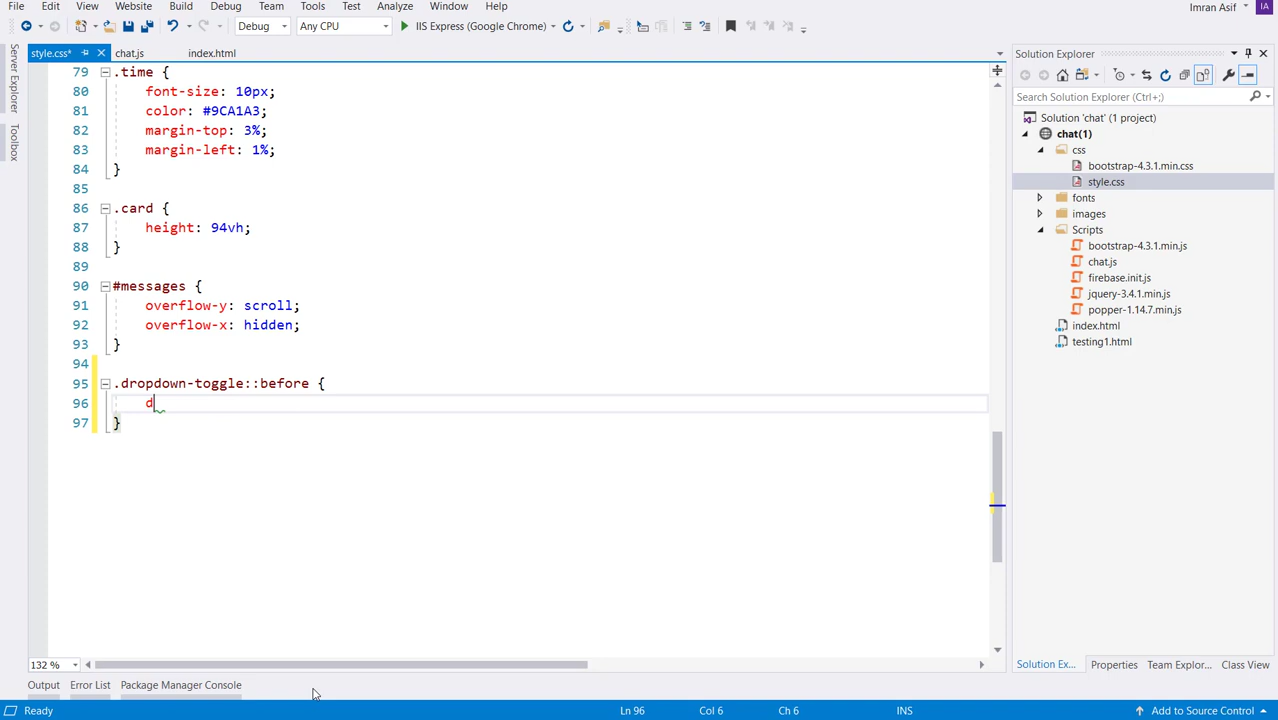 File Edit View Website Build Debug Team Tools Test Analyze Window Help Imran Asif IA
Debug Any CPU IIS Express (Google Chrome)
style.css* chat.js index.html
Server Explorer
Toolbox
79 .time {
80 font-size: 10px;
81 color: #9CA1A3;
82 margin-top: 3%;
83 margin-left: 1%;
84 }
85
86 .card {
87 height: 94vh;
88 }
89
90 #messages {
91 overflow-y: scroll;
92 overflow-x: hidden;
93 }
94
95 .dropdown-toggle::before {
96 d
97 }
132 %
Solution Explorer
Search Solution Explorer (Ctrl+;)
Solution 'chat' (1 project)
chat(1)
css
bootstrap-4.3.1.min.css
style.css
fonts
images
Scripts
bootstrap-4.3.1.min.js
chat.js
firebase.init.js
jquery-3.4.1.min.js
popper-1.14.7.min.js
index.html
testing1.html
Solution Ex... Properties Team Explor... Class View
Output Error List Package Manager Console
Ready Ln 96 Col 6 Ch 6 INS Add to Source Control